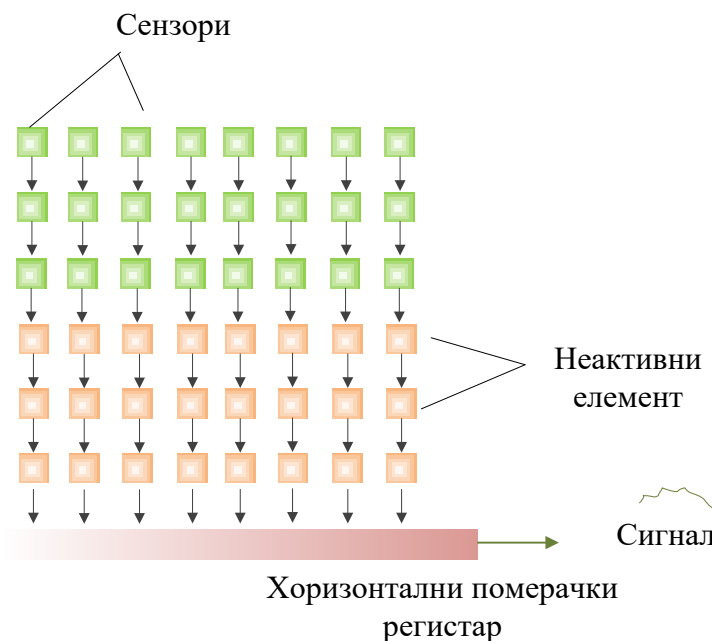 Сензори
Неактивни
елемент
Сигнал
Хоризонтални померачки
регистар